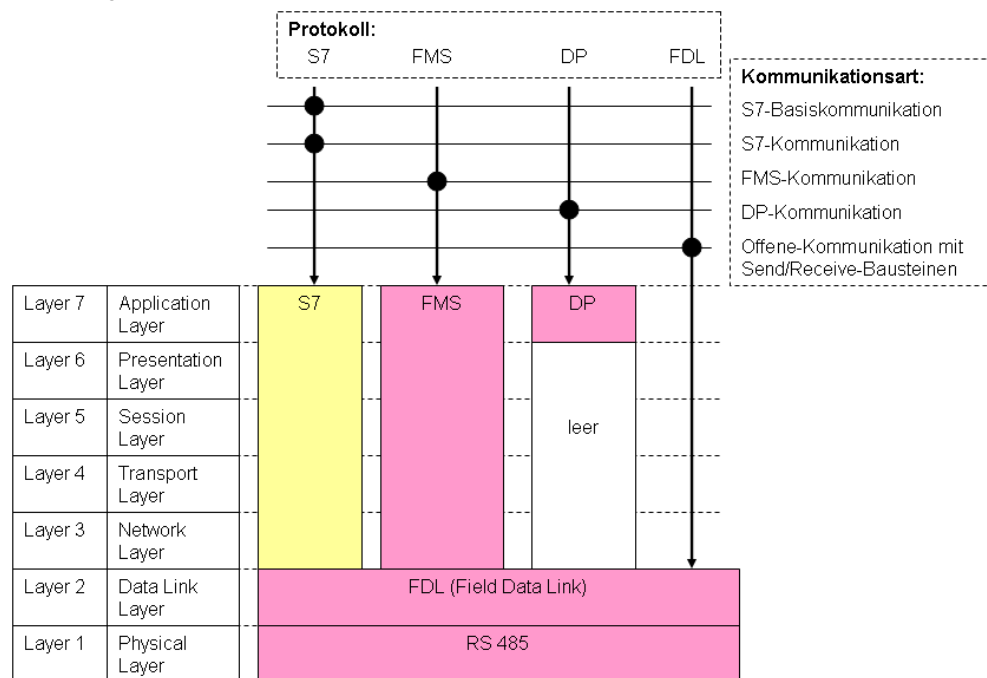 Protokoll:
S7 FMS DP FDL
Kommunikationsart:
S7-Basiskommunikation
S7-Kommunikation
FMS-Kommunikation
DP-Kommunikation
Offene-Kommunikation mit
Send/Receive-Bausteinen
Layer 7 Application
Layer
S7 FMS DP
Layer 6 Presentation
Layer
Layer 5 Session
Layer
leer
Layer 4 Transport
Layer
Layer 3 Network
Layer
Layer 2 Data Link
Layer
FDL (Field Data Link)
Layer 1 Physical
Layer
RS 485